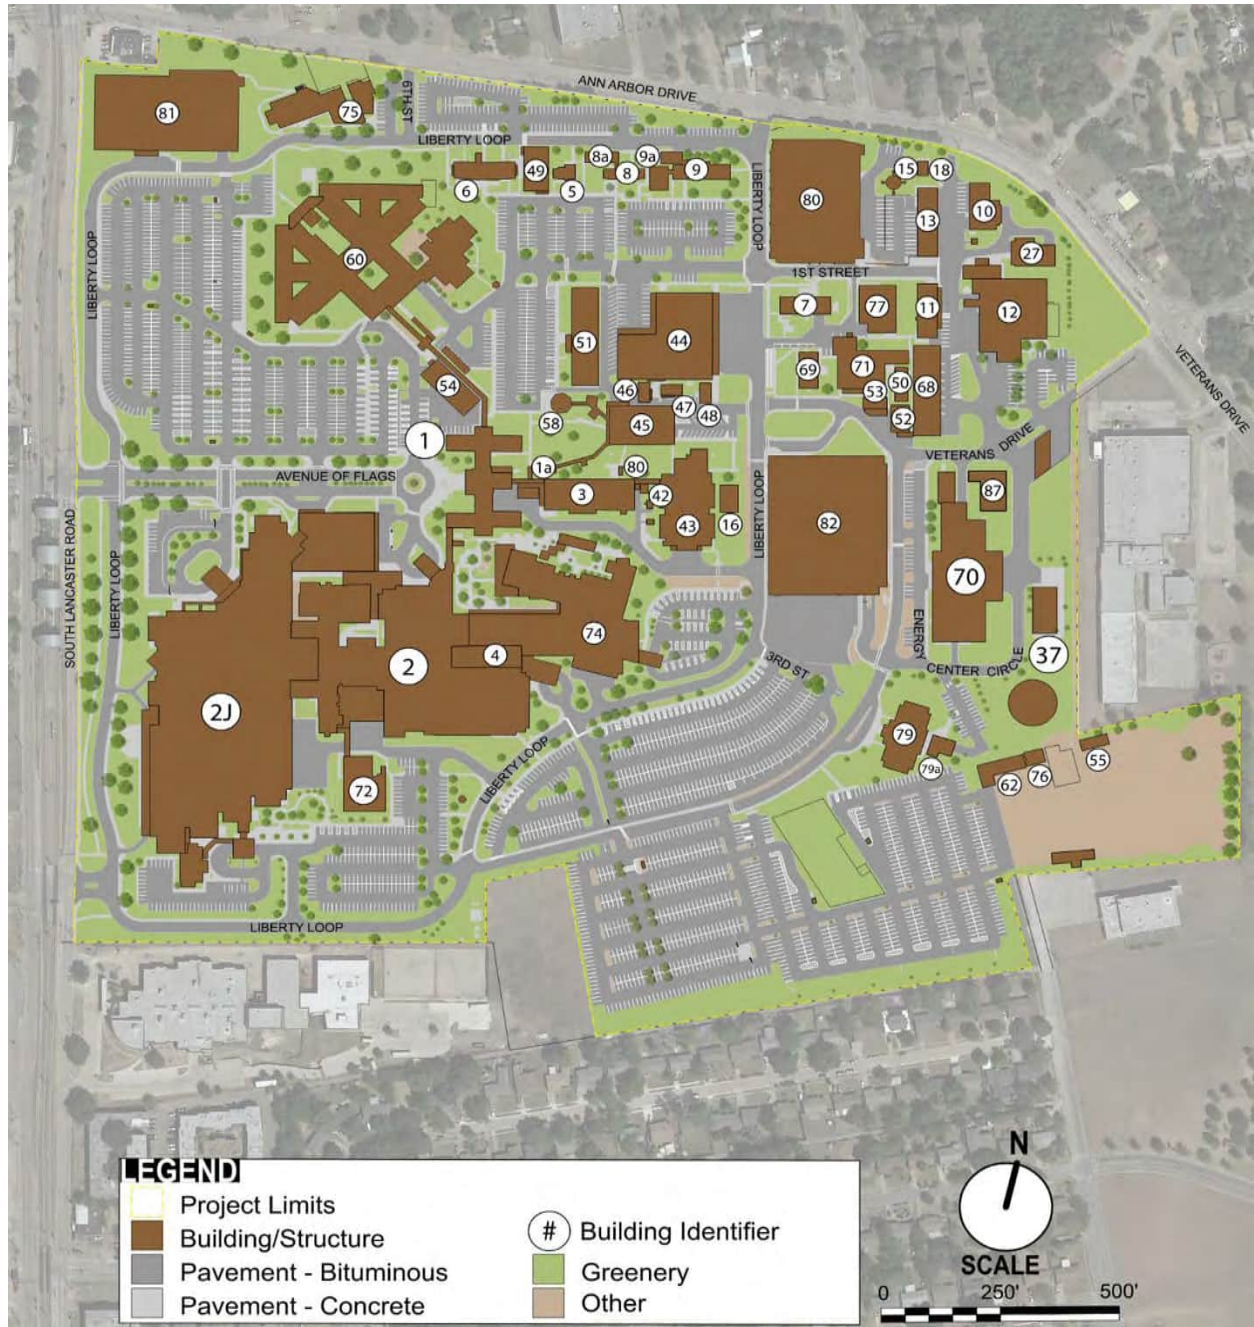 ANN ARBOR DRIVE
81
75
6TH ST
LIBERTY LOOP
6
49
5
8a
8
9a
9
LIBERTY LOOP
80
15
18
13
10
27
LIBERTY LOOP
60
1ST STREET
7
77
11
12
VETERANS DRIVE
51
44
69
71
53
50
68
52
54
46
47
48
58
45
1
VETERANS DRIVE
AVENUE OF FLAGS
1a
80
3
42
43
16
LIBERTY LOOP
82
87
70
SOUTH LANCASTER ROAD
LIBERTY LOOP
2
4
74
ENERGY
CENTER CIRCLE
37
3RD ST
2J
79
79a
62
76
55
72
LIBERTY LOOP
LIBERTY LOOP
LEGEND
Project Limits
Building/Structure
# Building Identifier
Pavement - Bituminous
Greenery
Pavement - Concrete
Other
N
SCALE
0 250' 500'